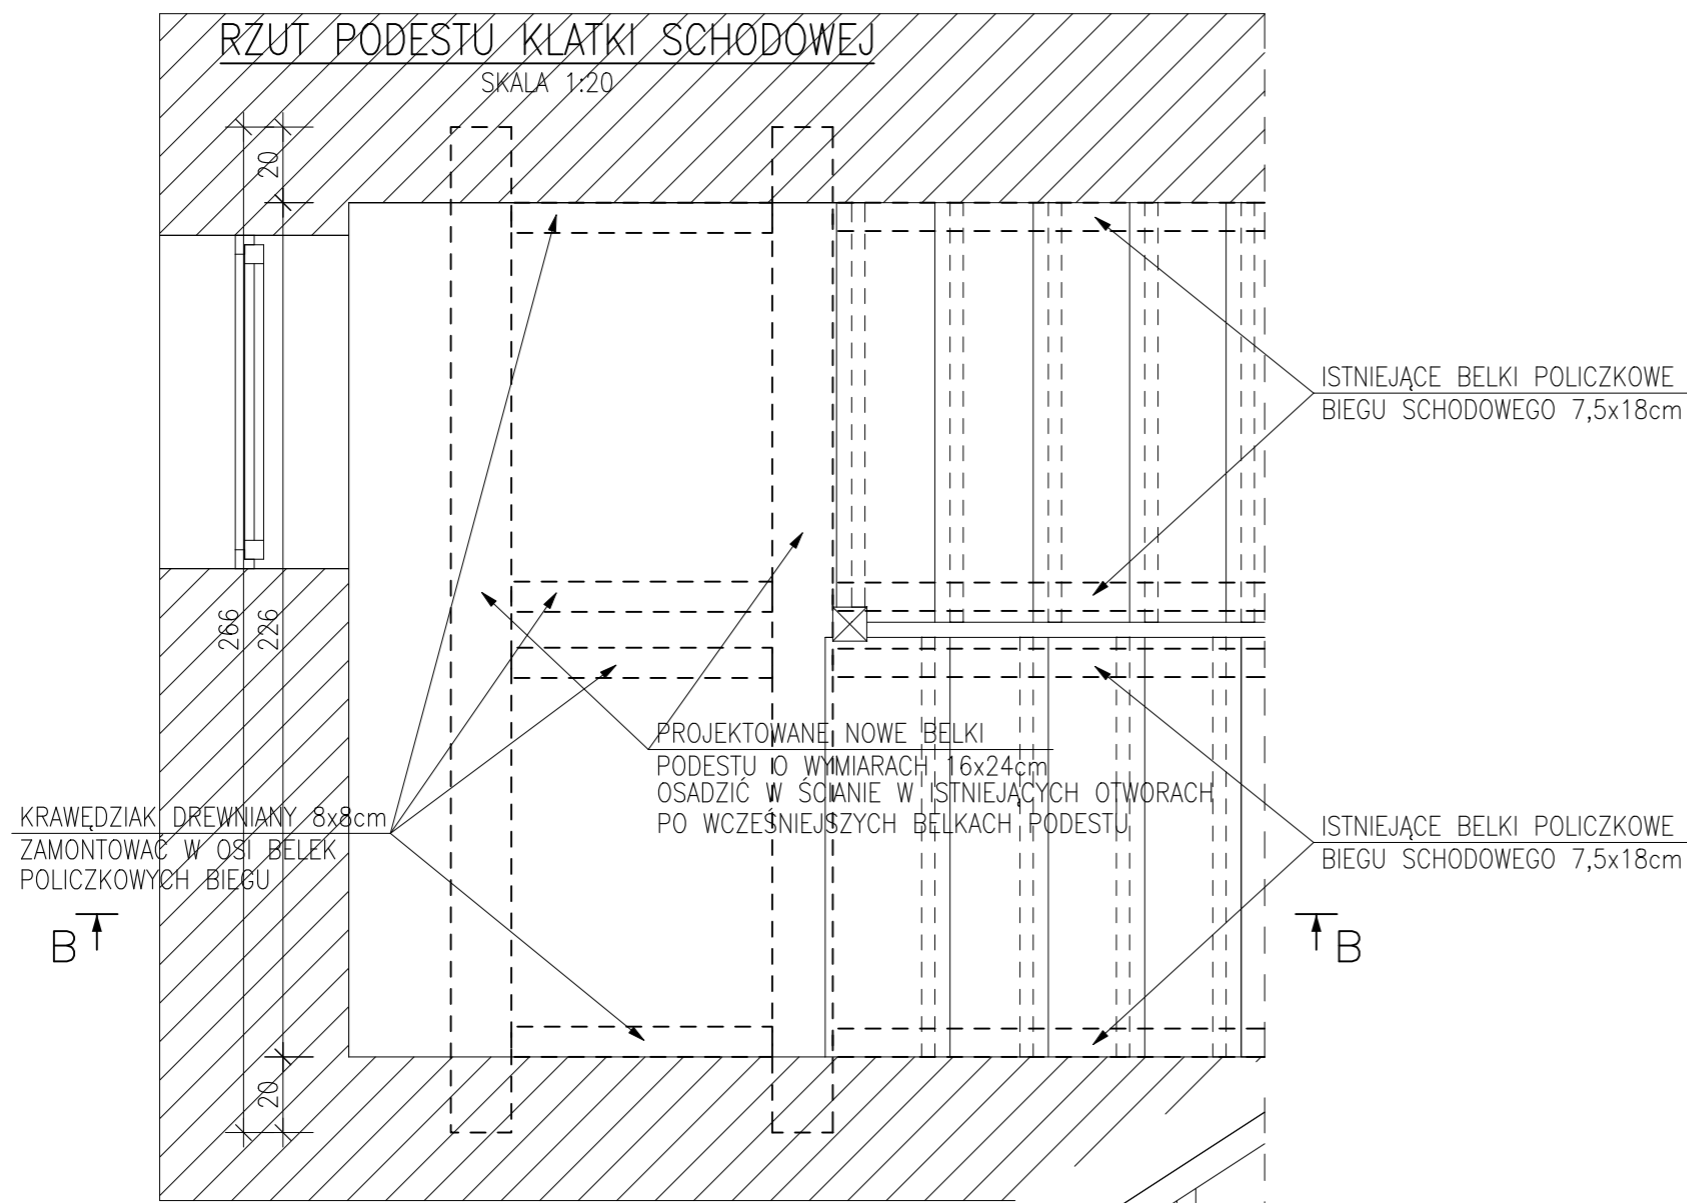 RZUT PODESTU KLATKI SCHODOWEJ
SKALA 1:20
20
266
226
20
ISTNIEJĄCE BELKI POLICZKOWE
BIEGU SCHODOWEGO 7,5x18cm
PROJEKTOWANE NOWE BELKI
PODESTU O WYMIARACH 16x24cm
OSADZIĆ W ŚCIANIE W ISTNIEJĄCYCH OTWORACH
PO WCZEŚNIEJSZYCH BELKACH PODESTU
KRAWĘDZIAK DREWNIANY 8x8cm
ZAMONTOWAĆ W OSI BELEK
POLICZKOWYCH BIEGU
ISTNIEJĄCE BELKI POLICZKOWE
BIEGU SCHODOWEGO 7,5x18cm
B
B